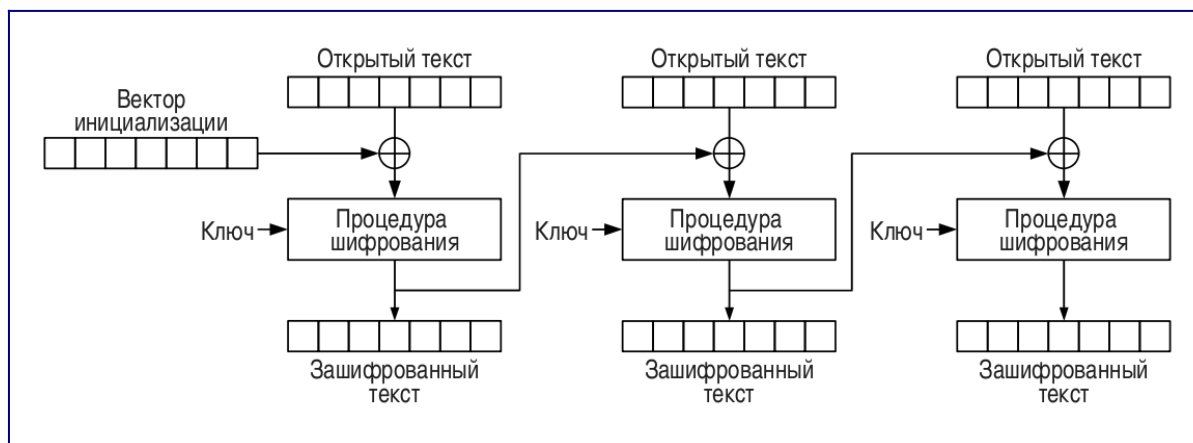 Открытый текст
Открытый текст
Открытый текст
Вектор
инициализации
Ключ
Процедура
шифрования
Ключ
Процедура
шифрования
Ключ
Процедура
шифрования
Зашифрованный
текст
Зашифрованный
текст
Зашифрованный
текст